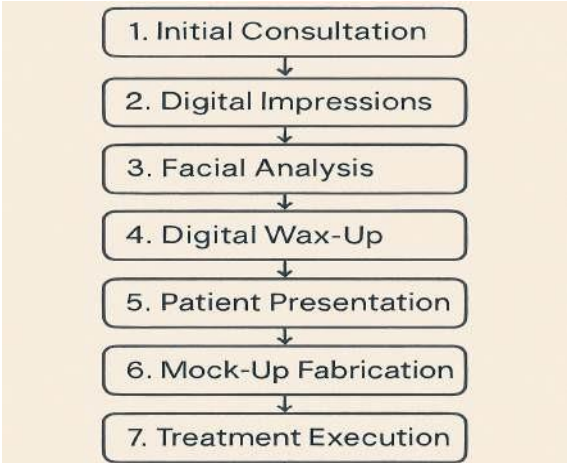 1. Initial Consultation
2. Digital Impressions
3. Facial Analysis
4. Digital Wax-Up
5. Patient Presentation
6. Mock-Up Fabrication
7. Treatment Execution